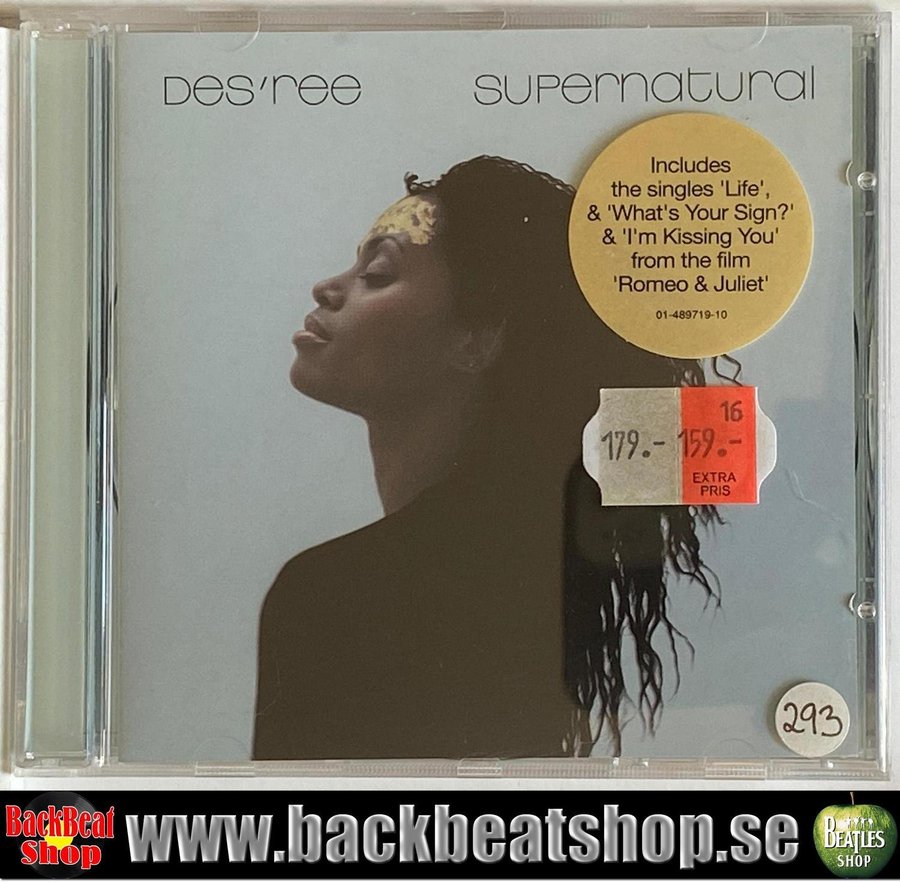 Des'ree
Supernatural
Includes
the singles 'Life',
& 'What's Your Sign?'
& 'I'm Kissing You'
from the film
'Romeo & Juliet'
01-489719-10
16
179.- 159.-
EXTRA
PRIS
293
BackBeat
Shop
www.backbeatshop.se
BEATLES
SHOP